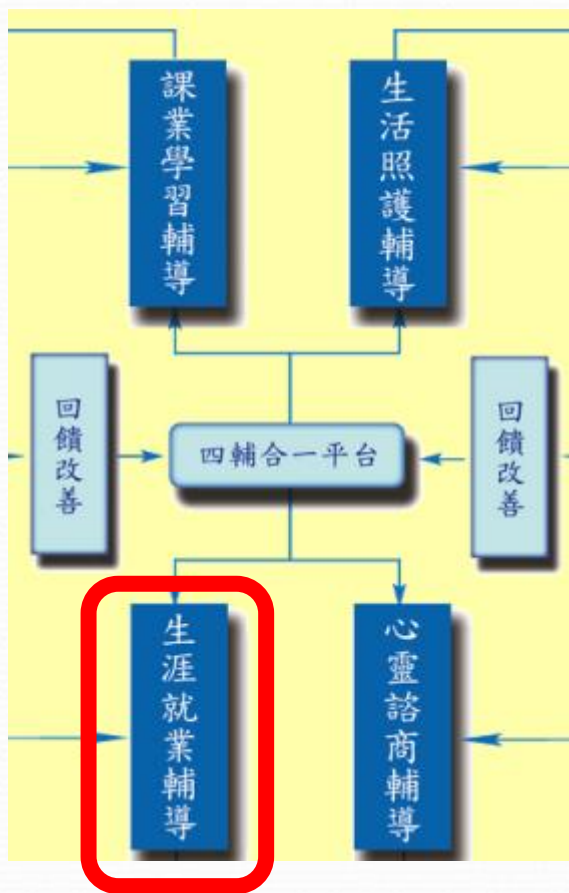 課業學習輔導
生活照護輔導
回饋改善
四輔合一平台
回饋改善
生涯就業輔導
心靈諮商輔導